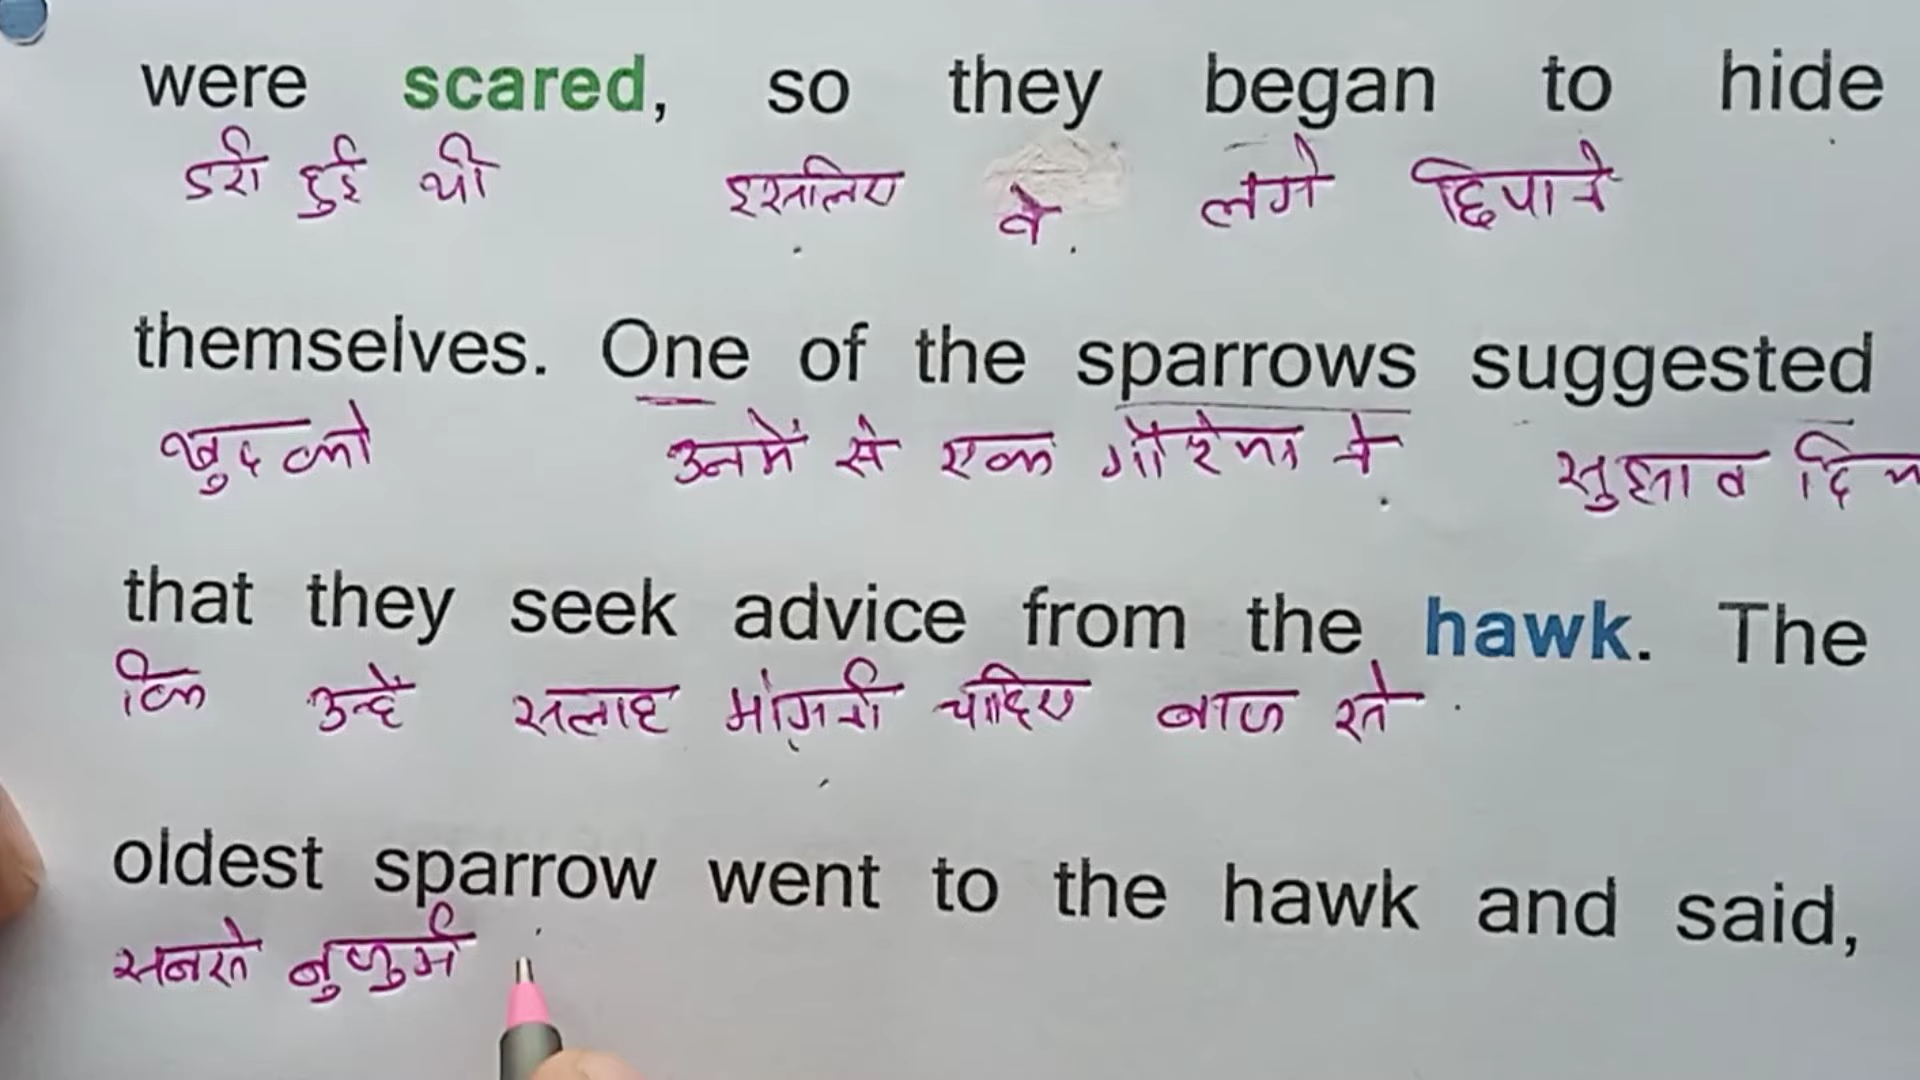 were scared, so they began to hide
डरी हुई थी इसलिए वे लगे छिपाने
themselves. One of the sparrows suggested
खुद को उनमें से एक गौरेया ने सुझाव दिय
that they seek advice from the hawk. The
कि उन्हें सलाह मांगनी चाहिए बाज से
oldest sparrow went to the hawk and said,
सबसे बुजुर्ग